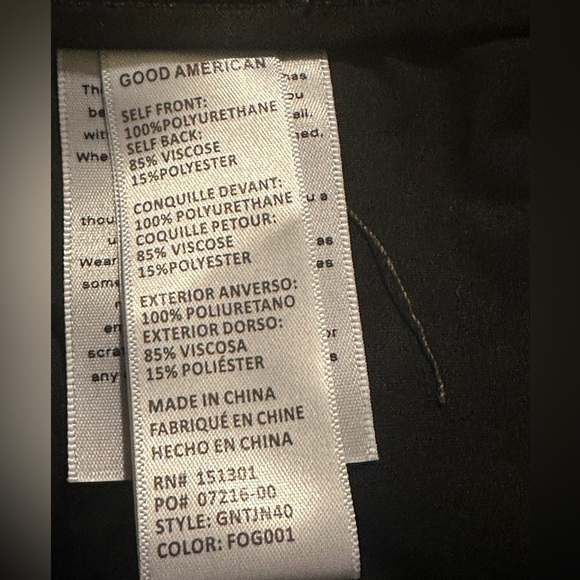 GOOD AMERICAN
SELF FRONT:
100%POLYURETHANE
SELF BACK:
85% VISCOSE
15%POLYESTER
CONQUILLE DEVANT:
100% POLYURETHANE
COQUILLE PETOUR:
85% VISCOSE
15%POLYESTER
EXTERIOR ANVERSO:
100% POLIURETANO
EXTERIOR DORSO:
85% VISCOSA
15% POLIÉSTER
MADE IN CHINA
FABRIQUÉ EN CHINE
HECHO EN CHINA
RN# 151301
PO# 07216-00
STYLE: GNTJN40
COLOR: FOG001